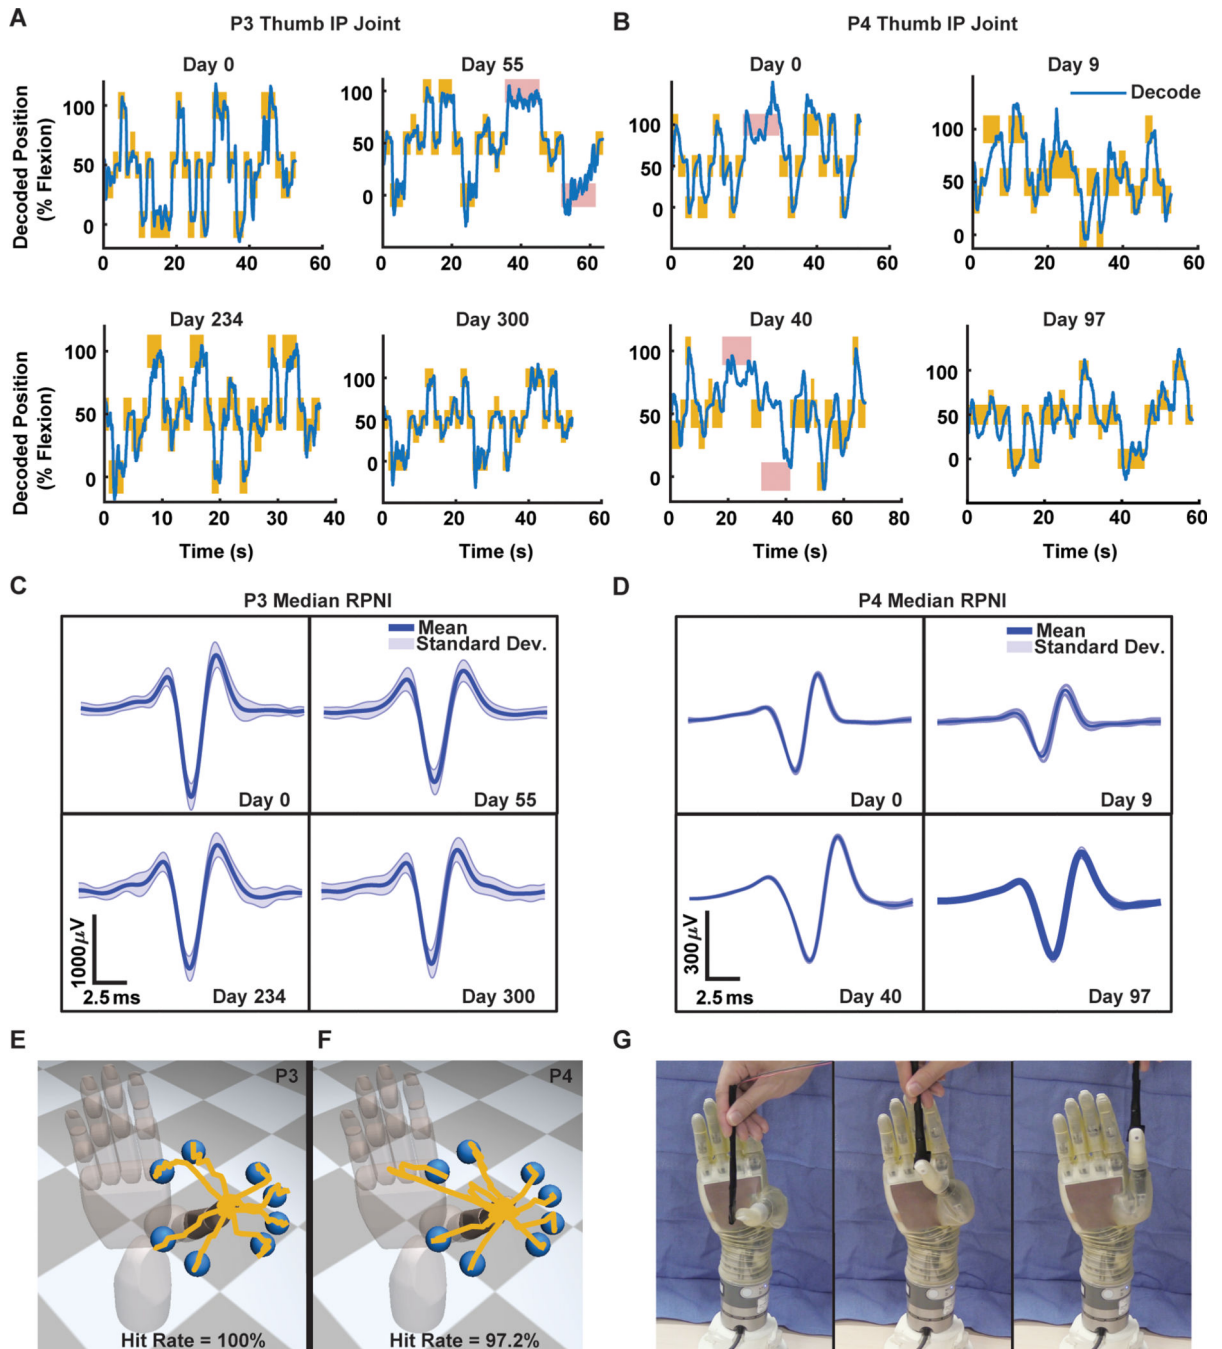 A
P3 Thumb IP Joint
B
P4 Thumb IP Joint
Day 0
Day 55
Day 0
Day 9
Decoded Position
(% Flexion)
100
50
0
0 20 40 60
100
50
0
0 20 40 60
100
50
0
0 20 40 60
Decode
100
50
0
0 20 40 60
Day 234
Day 300
Day 40
Day 97
Decoded Position
(% Flexion)
100
50
0
0 10 20 30 40
100
50
0
0 20 40 60
100
50
0
0 20 40 60 80
100
50
0
0 20 40 60
Time (s)
Time (s)
Time (s)
Time (s)
C
P3 Median RPNI
Mean
Standard Dev.
Day 0
Day 55
1000μV
2.5 ms
Day 234
Day 300
D
P4 Median RPNI
Mean
Standard Dev.
Day 0
Day 9
300μV
2.5 ms
Day 40
Day 97
E
P3
Hit Rate = 100%
F
P4
Hit Rate = 97.2%
G